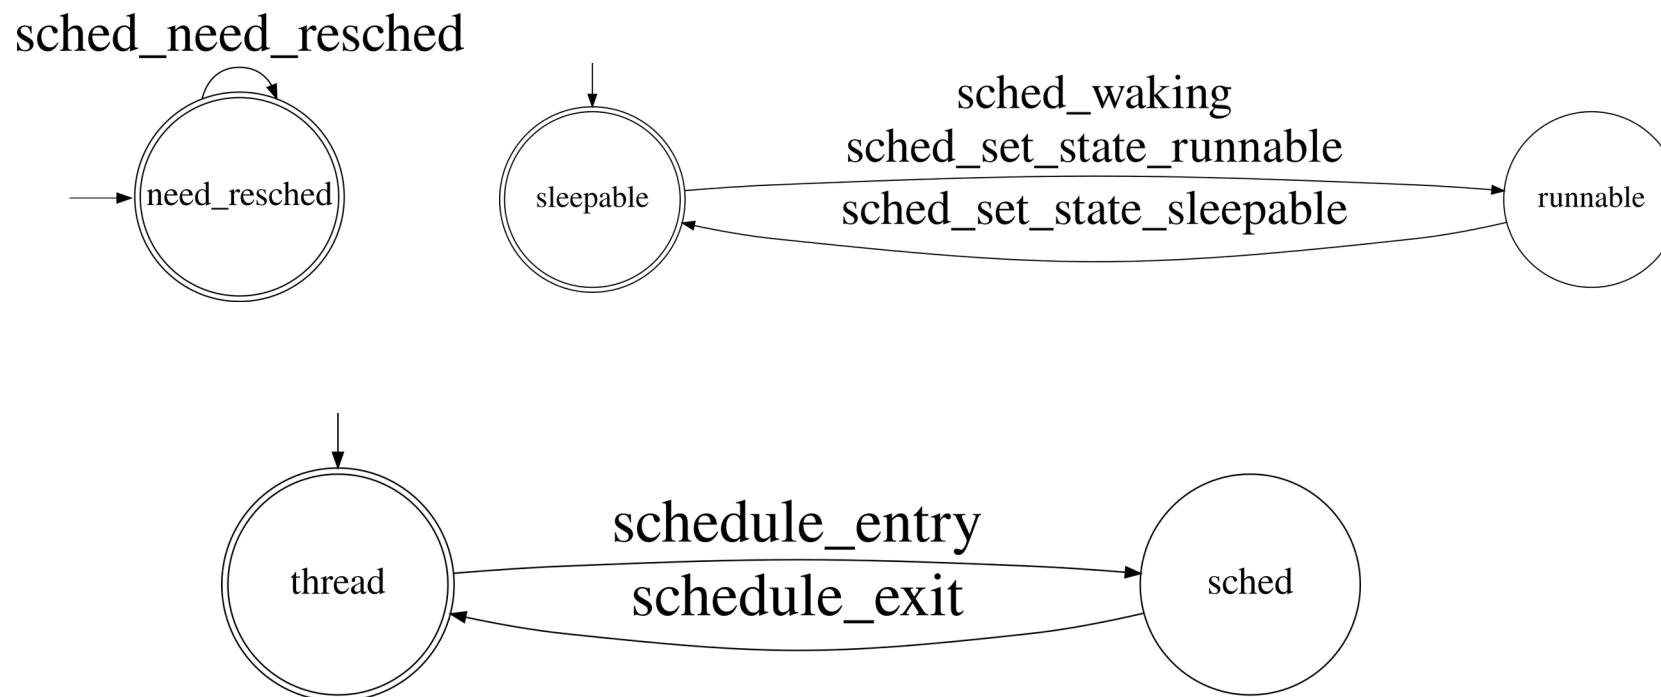 sched_need_resched
need_resched
sleepable
sched_waking
sched_set_state_runnable
sched_set_state_sleepable
runnable
thread
schedule_entry
schedule_exit
sched